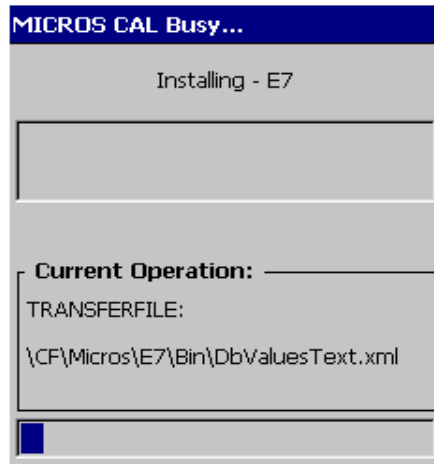 MICROS CAL Busy...
Installing - E7
Current Operation:
TRANSFERFILE:
\CF\Micros\E7\Bin\DbValuesText.xml